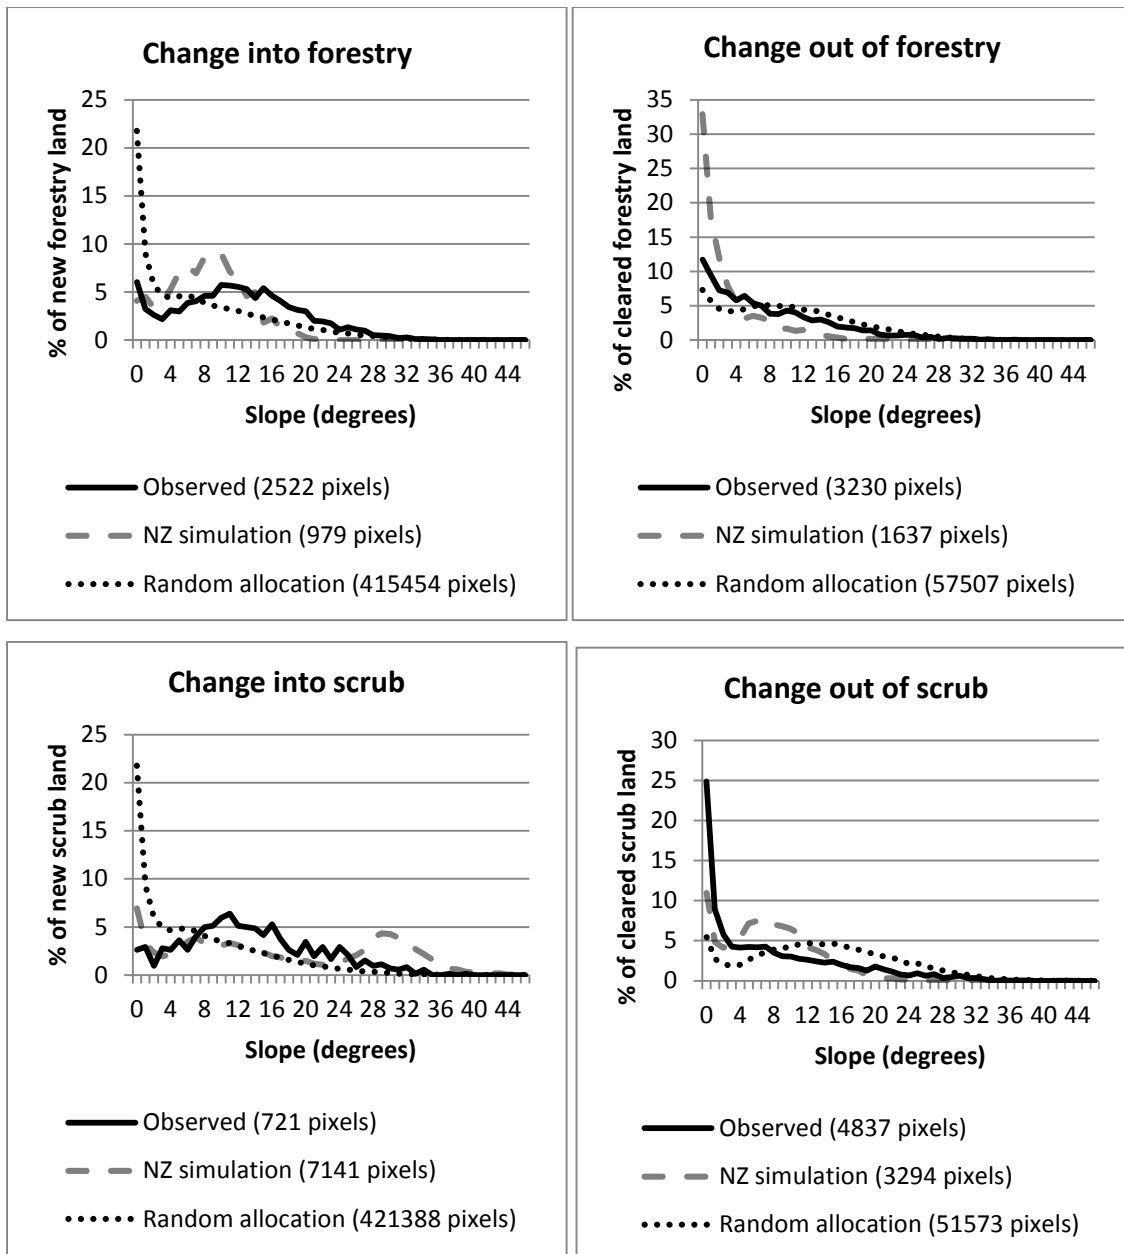 Change into forestry
% of new forestry land
25
20
15
10
5
0
0 4 8 12 16 20 24 28 32 36 40 44
Slope (degrees)
Observed (2522 pixels)
NZ simulation (979 pixels)
Random allocation (415454 pixels)
Change out of forestry
% of cleared forestry land
35
30
25
20
15
10
5
0
0 4 8 12 16 20 24 28 32 36 40 44
Slope (degrees)
Observed (3230 pixels)
NZ simulation (1637 pixels)
Random allocation (57507 pixels)
Change into scrub
% of new scrub land
25
20
15
10
5
0
0 4 8 12 16 20 24 28 32 36 40 44
Slope (degrees)
Observed (721 pixels)
NZ simulation (7141 pixels)
Random allocation (421388 pixels)
Change out of scrub
% of cleared scrub land
30
25
20
15
10
5
0
0 4 8 12 16 20 24 28 32 36 40 44
Slope (degrees)
Observed (4837 pixels)
NZ simulation (3294 pixels)
Random allocation (51573 pixels)